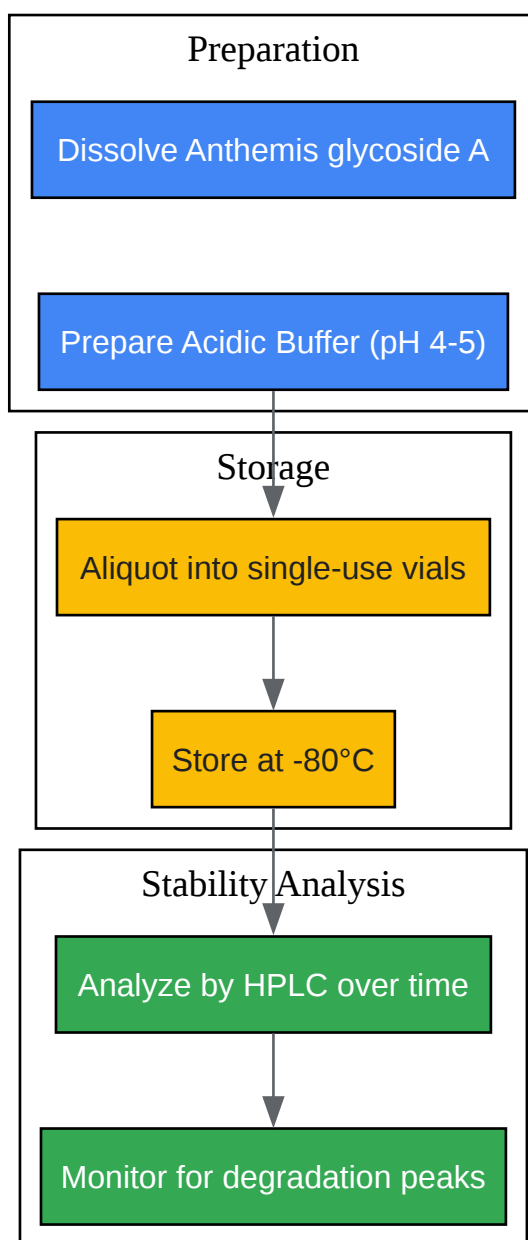 Preparation
Dissolve Anthemis glycoside A
Prepare Acidic Buffer (pH 4-5)
Storage
Aliquot into single-use vials
Store at -80°C
Stability Analysis
Analyze by HPLC over time
Monitor for degradation peaks